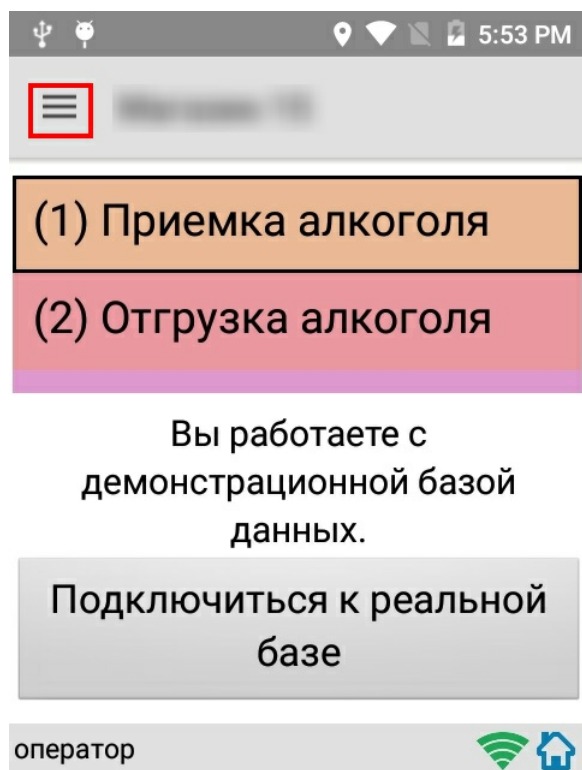 5:53 PM
(1) Приемка алкоголя
(2) Отгрузка алкоголя
Вы работаете с
демонстрационной базой
данных.
Подключиться к реальной
базе
оператор